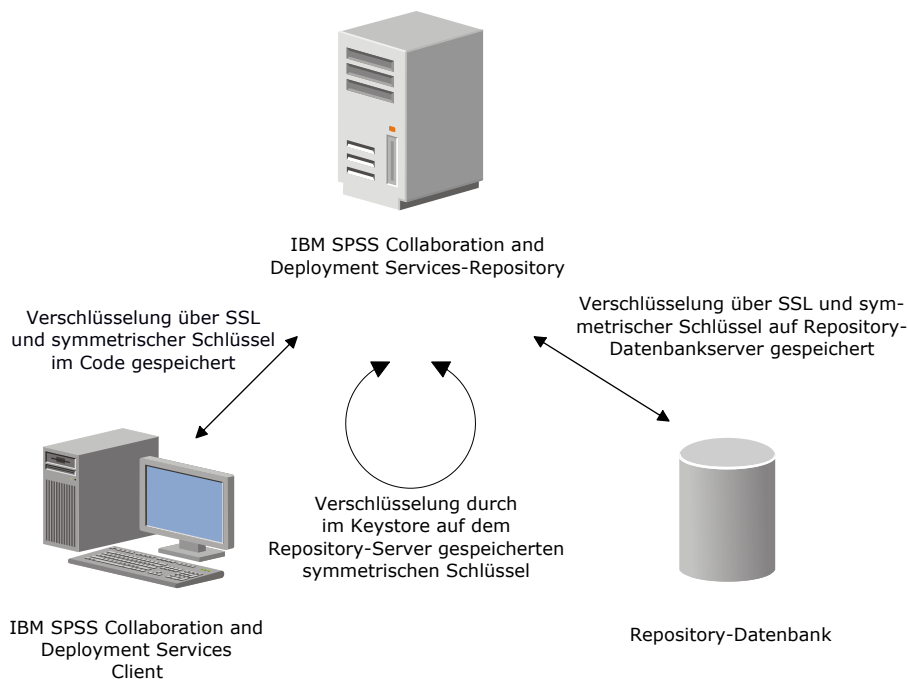 IBM SPSS Collaboration and
Deployment Services-Repository
Verschlüsselung über SSL
und symmetrischer Schlüssel
im Code gespeichert
Verschlüsselung über SSL und sym-
metrischer Schlüssel auf Repository-
Datenbankserver gespeichert
Verschlüsselung durch
im Keystore auf dem
Repository-Server gespeicherten
symmetrischen Schlüssel
IBM SPSS Collaboration and
Deployment Services
Client
Repository-Datenbank